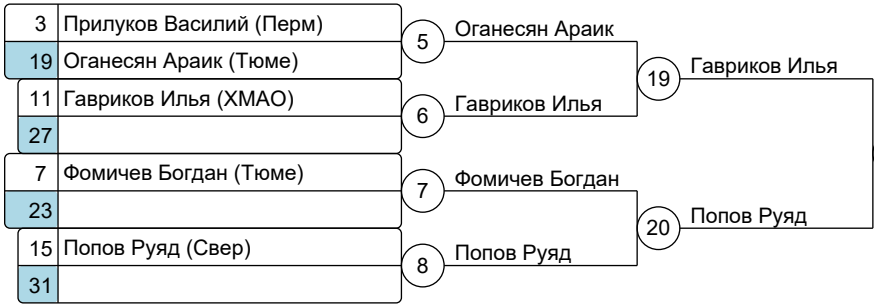 3 Прилуков Василий (Перм)
19 Оганесян Араик (Тюме)
5 Оганесян Араик
11 Гавриков Илья (ХМАО)
27
6 Гавриков Илья
19 Гавриков Илья
7 Фомичев Богдан (Тюме)
23
7 Фомичев Богдан
15 Попов Руяд (Свер)
31
8 Попов Руяд
20 Попов Руяд